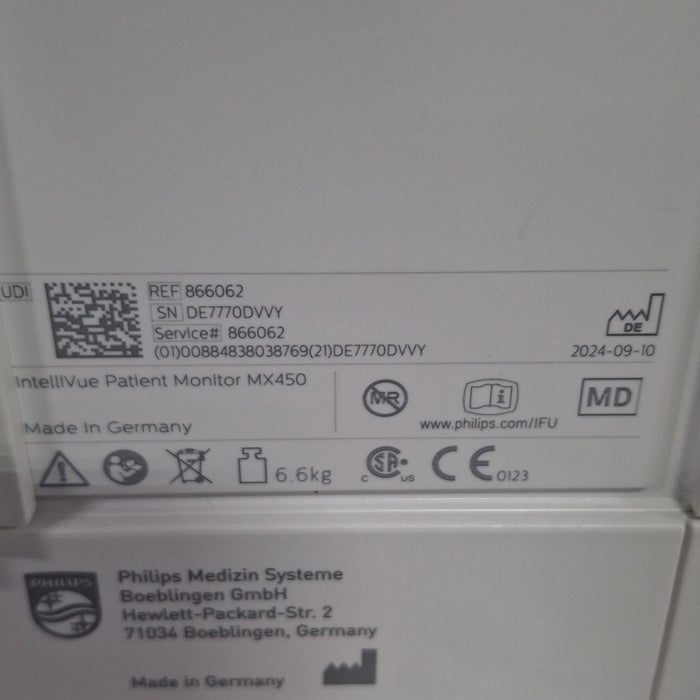 UDI
REF 866062
SN DE7770DVVY
Service# 866062
(01)00884838038769(21)DE7770DVVY
DE
2024-09-10
IntelliVue Patient Monitor MX450
Made In Germany
MR
www.philips.com/IFU
MD
6.6kg
c SA us
CE 0123
PHILIPS
Philips Medizin Systeme
Boeblingen GmbH
Hewlett-Packard-Str. 2
71034 Boeblingen, Germany
Made in Germany